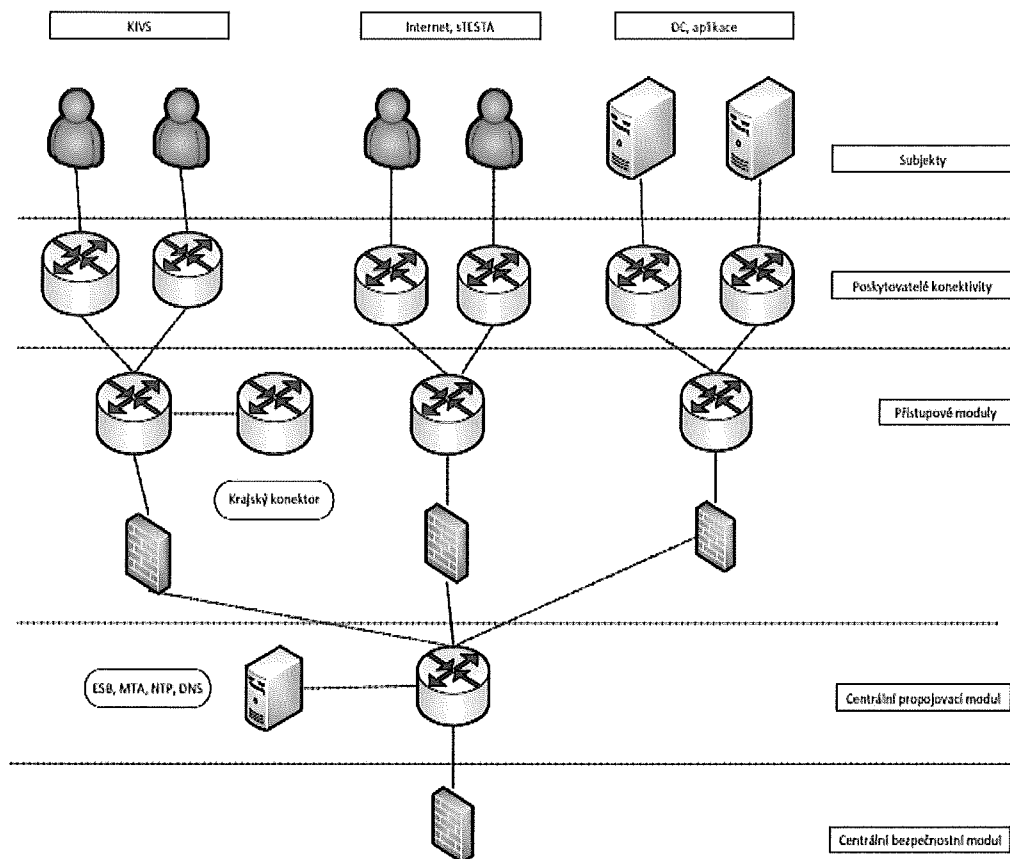 KIVS
Internet, sTESTA
DC, aplikace
Subjekty
Poskytovatelé konektivity
Přístupové moduly
Krajský konektor
ESB, MTA, NTP, DNS
Centrální propojovací modul
Centrální bezpečnostní modul